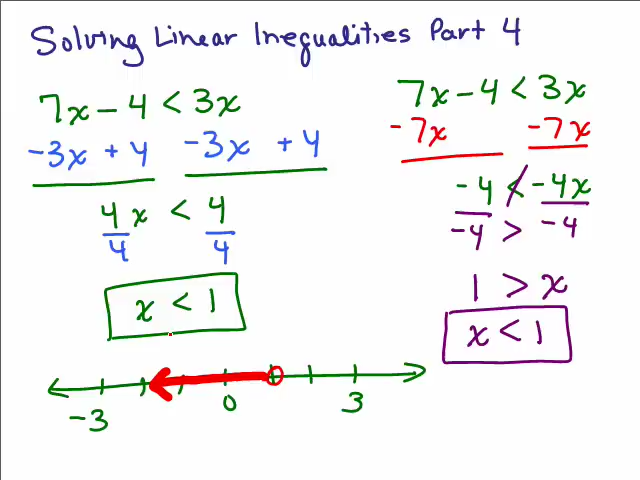 Solving Linear Inequalities Part 4
7x - 4 < 3x
-3x + 4 -3x + 4
4x < 4
4 4
x < 1
-3 0 3
7x - 4 < 3x
-7x -7x
-4 < -4x
-4 > -4
1 > x
x < 1